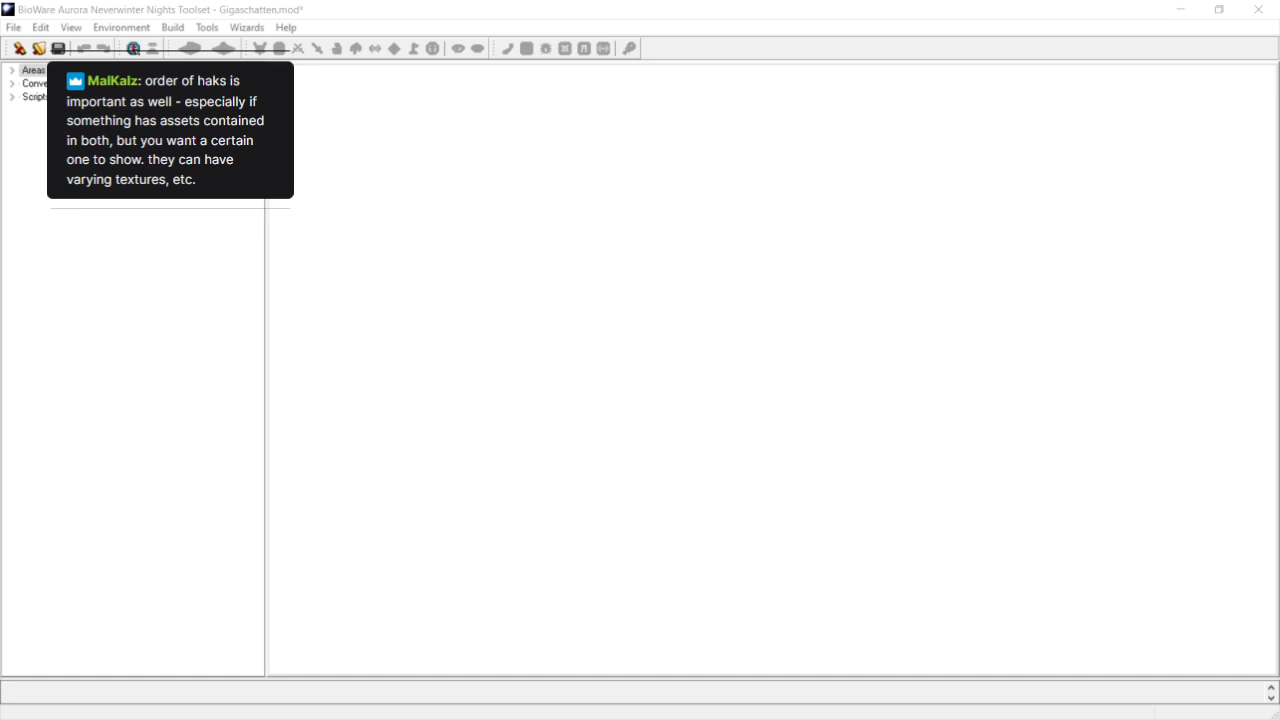 BioWare Aurora Neverwinter Nights Toolset - Gigaschatten.mod*
File Edit View Environment Build Tools Wizards Help
Areas
Scripts
MalKalz: order of haks is
important as well - especially if
something has assets contained
in both, but you want a certain
one to show. they can have
varying textures, etc.